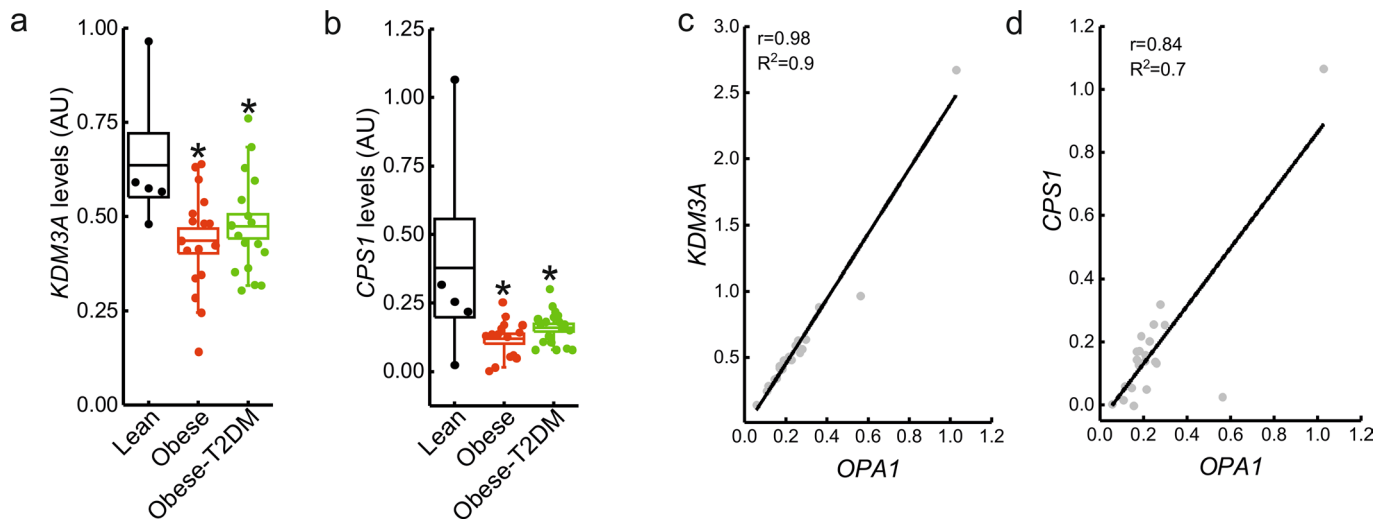 a
KDM3A levels (AU)
1.00
0.75
0.50
0.25
0.00
*
*
Lean
Obese
Obese-T2DM
b
CPS1 levels (AU)
1.25
1.00
0.75
0.50
0.25
0.00
*
*
Lean
Obese
Obese-T2DM
c
KDM3A
3.0
2.5
2.0
1.5
1.0
0.5
r=0.98
R²=0.9
0.0 0.2 0.4 0.6 0.8 1.0 1.2
OPA1
d
CPS1
1.2
1.0
0.8
0.6
0.4
0.2
0.0
r=0.84
R²=0.7
0.0 0.2 0.4 0.6 0.8 1.0 1.2
OPA1